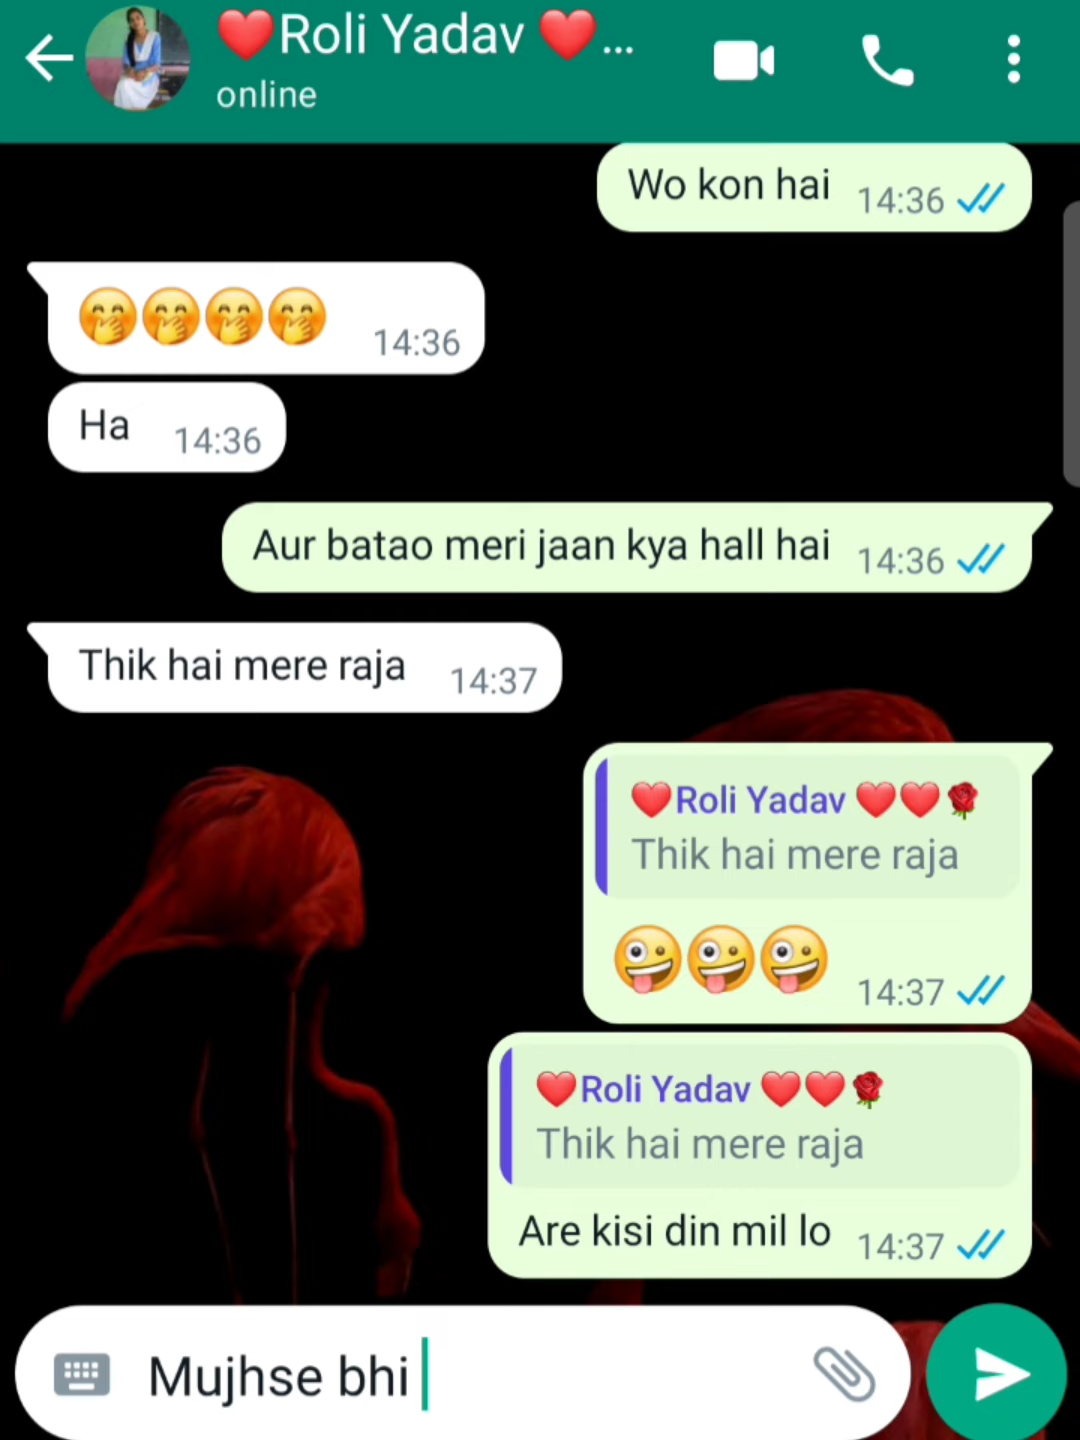 ❤️Roli Yadav ❤️...
online
Wo kon hai 14:36
🤭🤭🤭🤭 14:36
Ha 14:36
Aur batao meri jaan kya hall hai 14:36
Thik hai mere raja 14:37
❤️Roli Yadav ❤️❤️🌹
Thik hai mere raja
🤪🤪🤪 14:37
❤️Roli Yadav ❤️❤️🌹
Thik hai mere raja
Are kisi din mil lo 14:37
Mujhse bhi